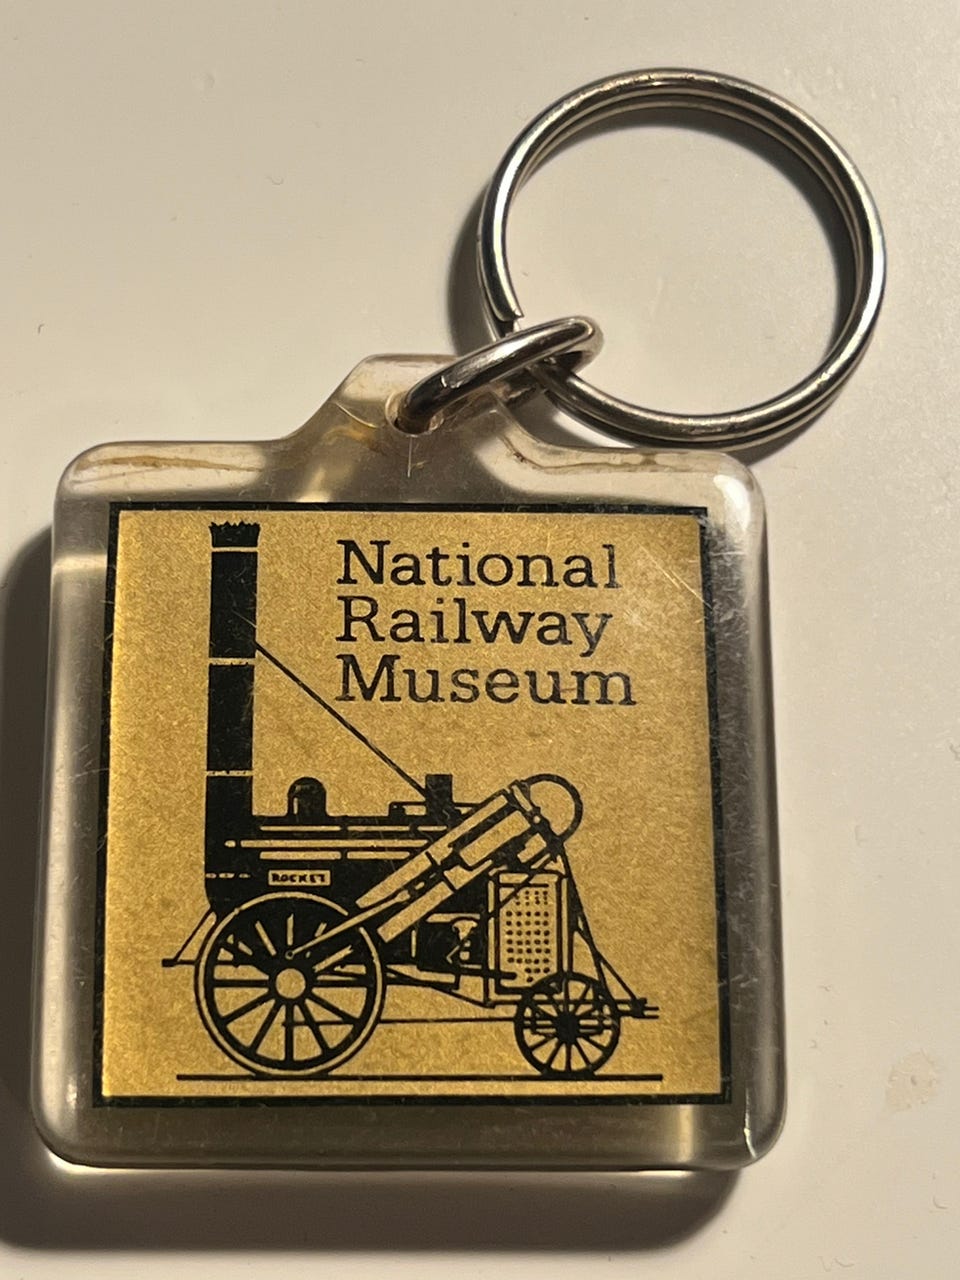 National
Railway
Museum
ROCKET